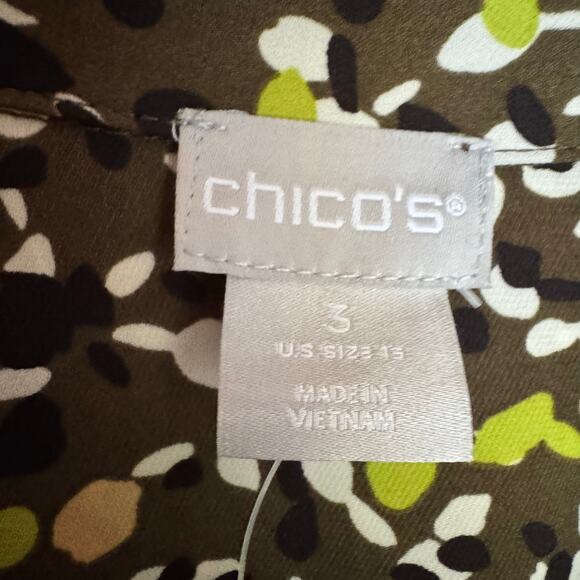 chico's®
3
U.S. SIZE 16
MADE IN
VIETNAM